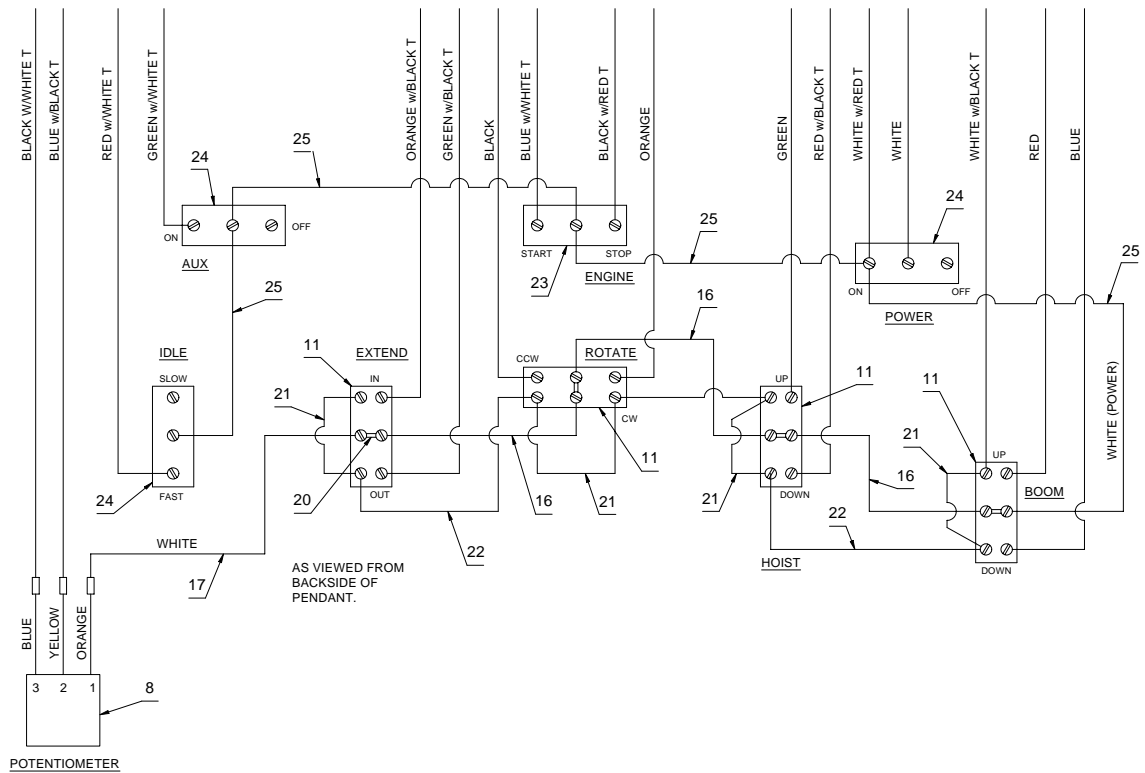 BLACK W/WHITE T
BLUE w/BLACK T
RED w/WHITE T
GREEN w/WHITE T
ORANGE w/BLACK T
GREEN w/BLACK T
BLACK
BLUE w/WHITE T
BLACK w/RED T
ORANGE
GREEN
RED w/BLACK T
WHITE w/RED T
WHITE
WHITE w/BLACK T
RED
BLUE
24
25
ON
OFF
AUX
START
STOP
23
ENGINE
25
24
ON
OFF
POWER
25
25
16
IDLE
SLOW
FAST
24
11
EXTEND
IN
OUT
21
20
CCW
ROTATE
CW
11
16
21
22
UP
11
DOWN
21
HOIST
11
21
UP
BOOM
DOWN
16
22
WHITE (POWER)
WHITE
17
AS VIEWED FROM
BACKSIDE OF
PENDANT.
BLUE
YELLOW
ORANGE
3
2
1
8
POTENTIOMETER